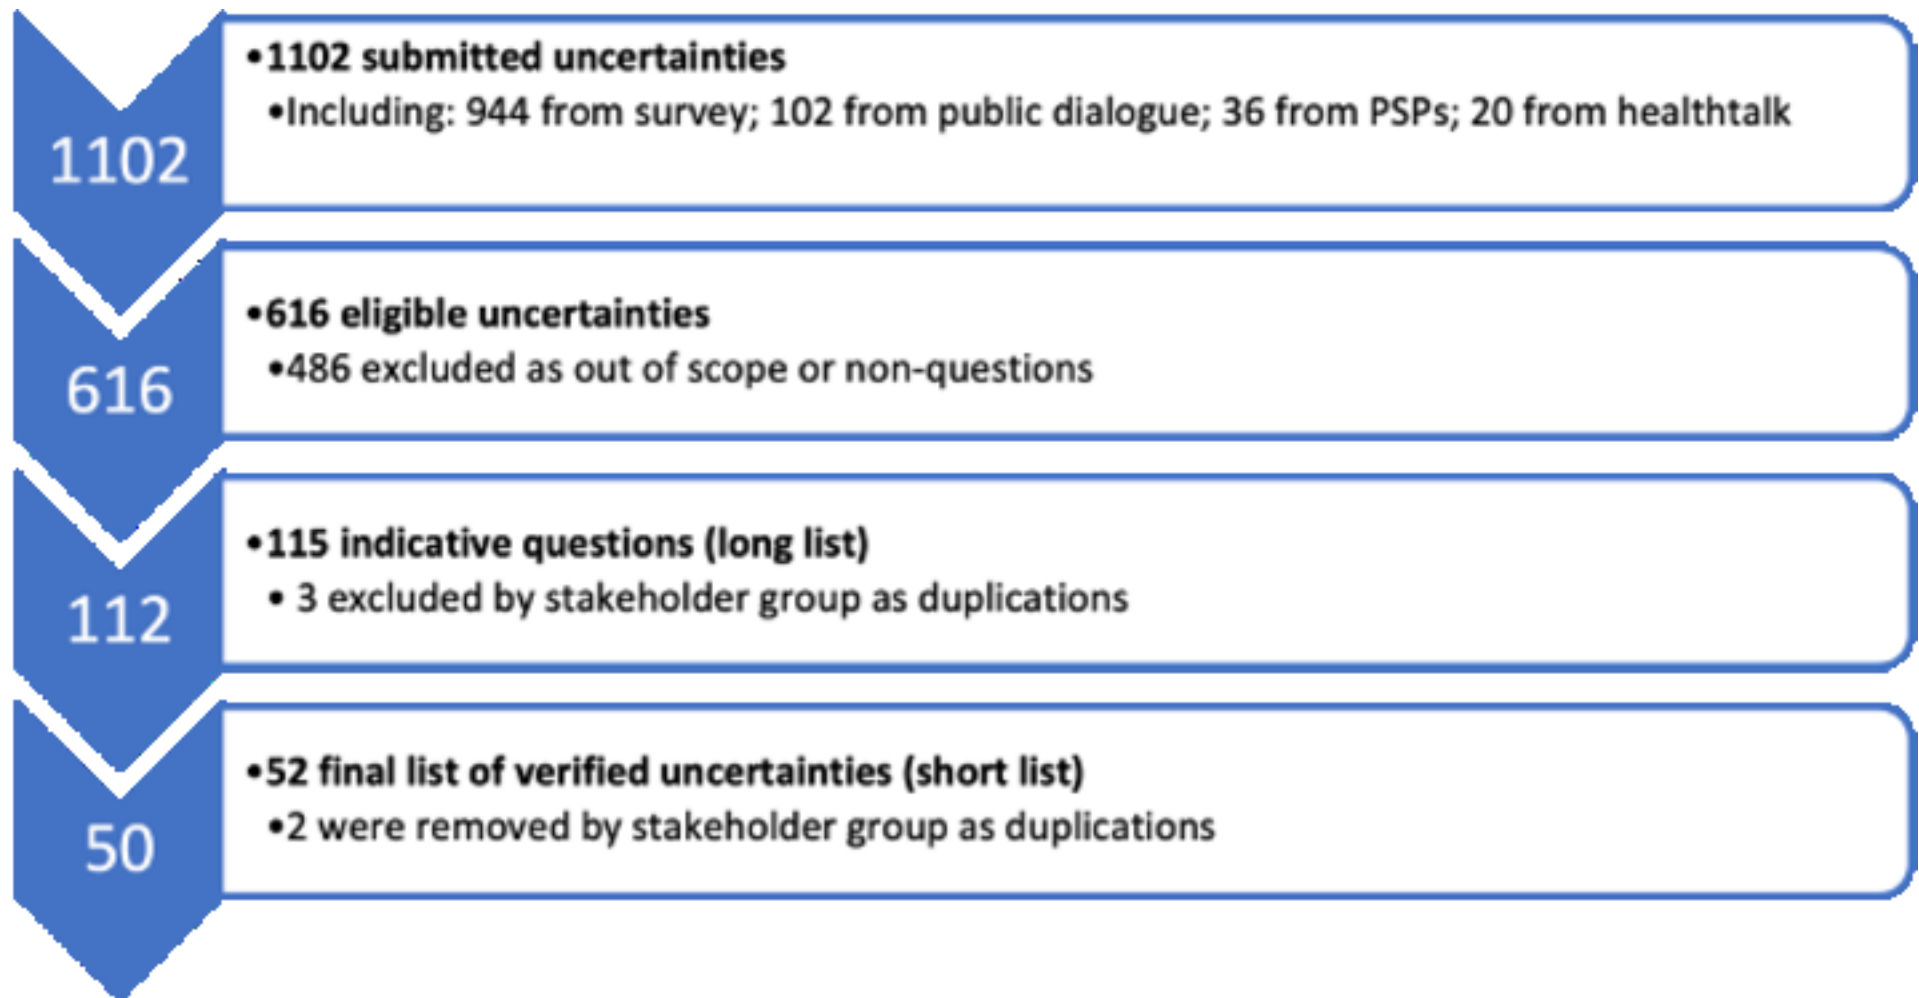 •1102 submitted uncertainties
•Including: 944 from survey; 102 from public dialogue; 36 from PSPs; 20 from healthtalk
1102
•616 eligible uncertainties
•486 excluded as out of scope or non-questions
616
•115 indicative questions (long list)
• 3 excluded by stakeholder group as duplications
112
•52 final list of verified uncertainties (short list)
•2 were removed by stakeholder group as duplications
50